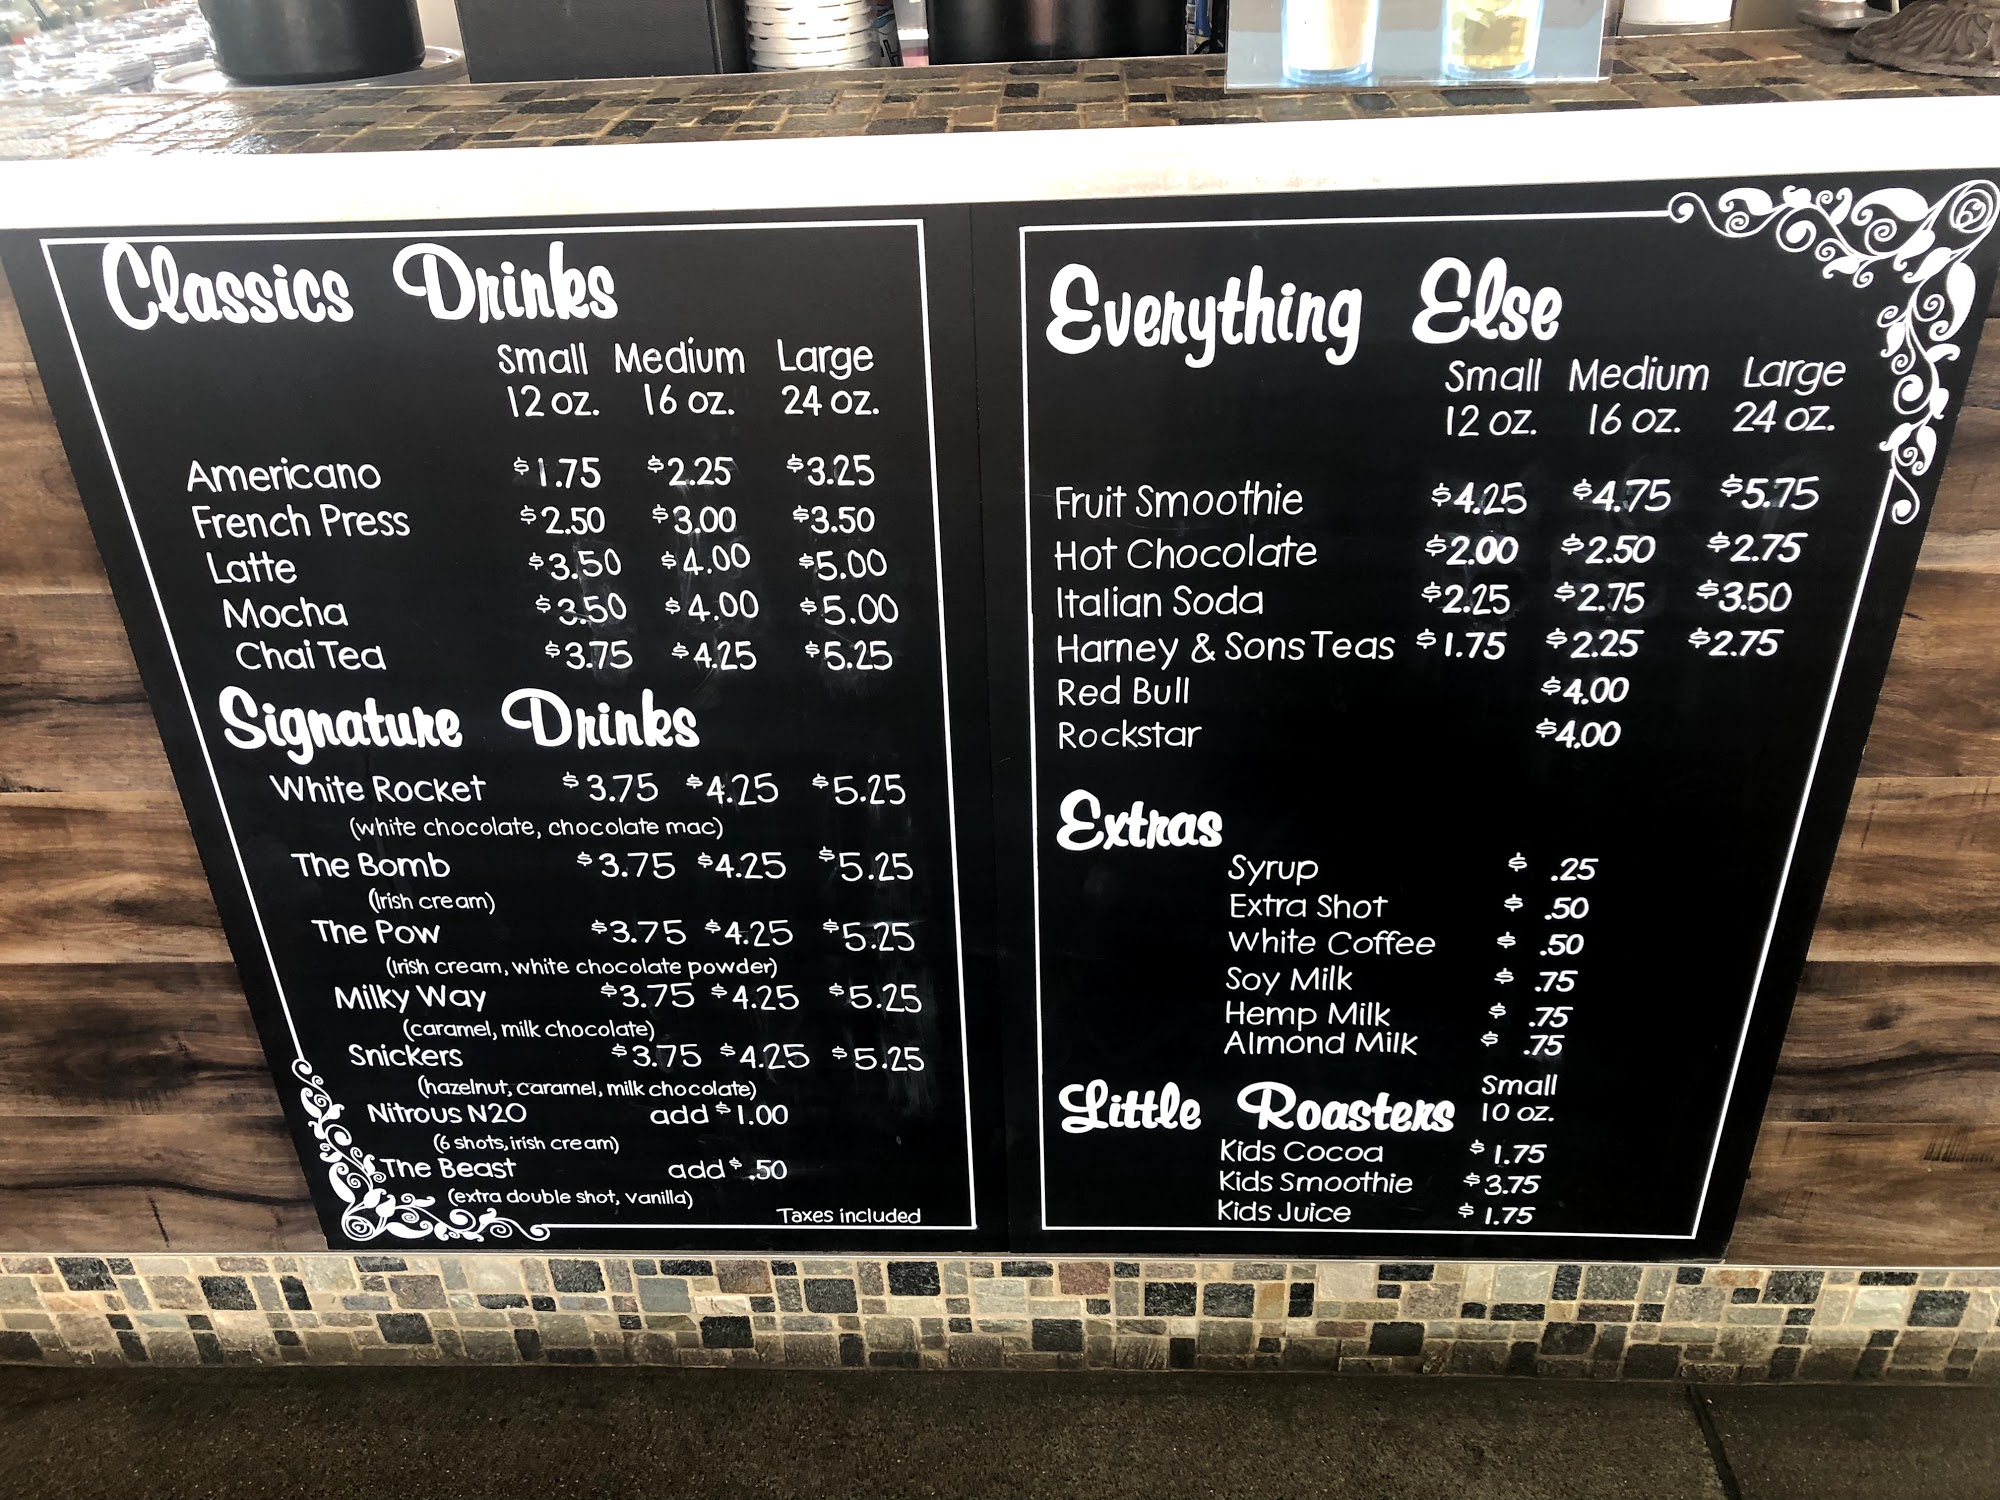 Classics Drinks
Small Medium Large
12 oz. 16 oz. 24 oz.
Americano $1.75 $2.25 $3.25
French Press $2.50 $3.00 $3.50
Latte $3.50 $4.00 $5.00
Mocha $3.50 $4.00 $5.00
Chai Tea $3.75 $4.25 $5.25
Signature Drinks
White Rocket $3.75 $4.25 $5.25
(white chocolate, chocolate mac)
The Bomb $3.75 $4.25 $5.25
(Irish cream)
The Pow $3.75 $4.25 $5.25
(Irish cream, white chocolate powder)
Milky Way $3.75 $4.25 $5.25
(caramel, milk chocolate)
Snickers $3.75 $4.25 $5.25
(hazelnut, caramel, milk chocolate)
Nitrous N2O add $1.00
(6 shots, irish cream)
The Beast add $.50
(extra double shot, vanilla)
Taxes included
Everything Else
Small Medium Large
12 oz. 16 oz. 24 oz.
Fruit Smoothie $4.25 $4.75 $5.75
Hot Chocolate $2.00 $2.50 $2.75
Italian Soda $2.25 $2.75 $3.50
Harney & Sons Teas $1.75 $2.25 $2.75
Red Bull $4.00
Rockstar $4.00
Extras
Syrup $ .25
Extra Shot $ .50
White Coffee $ .50
Soy Milk $ .75
Hemp Milk $ .75
Almond Milk $ .75
Little Roasters Small
10 oz.
Kids Cocoa $1.75
Kids Smoothie $3.75
Kids Juice $1.75